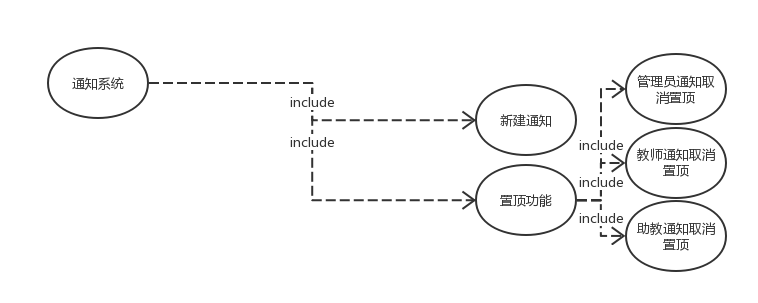 通知系统
include
include
新建通知
置顶功能
include
include
include
管理员通知取
消置顶
教师通知取消
置顶
助教通知取消
置顶